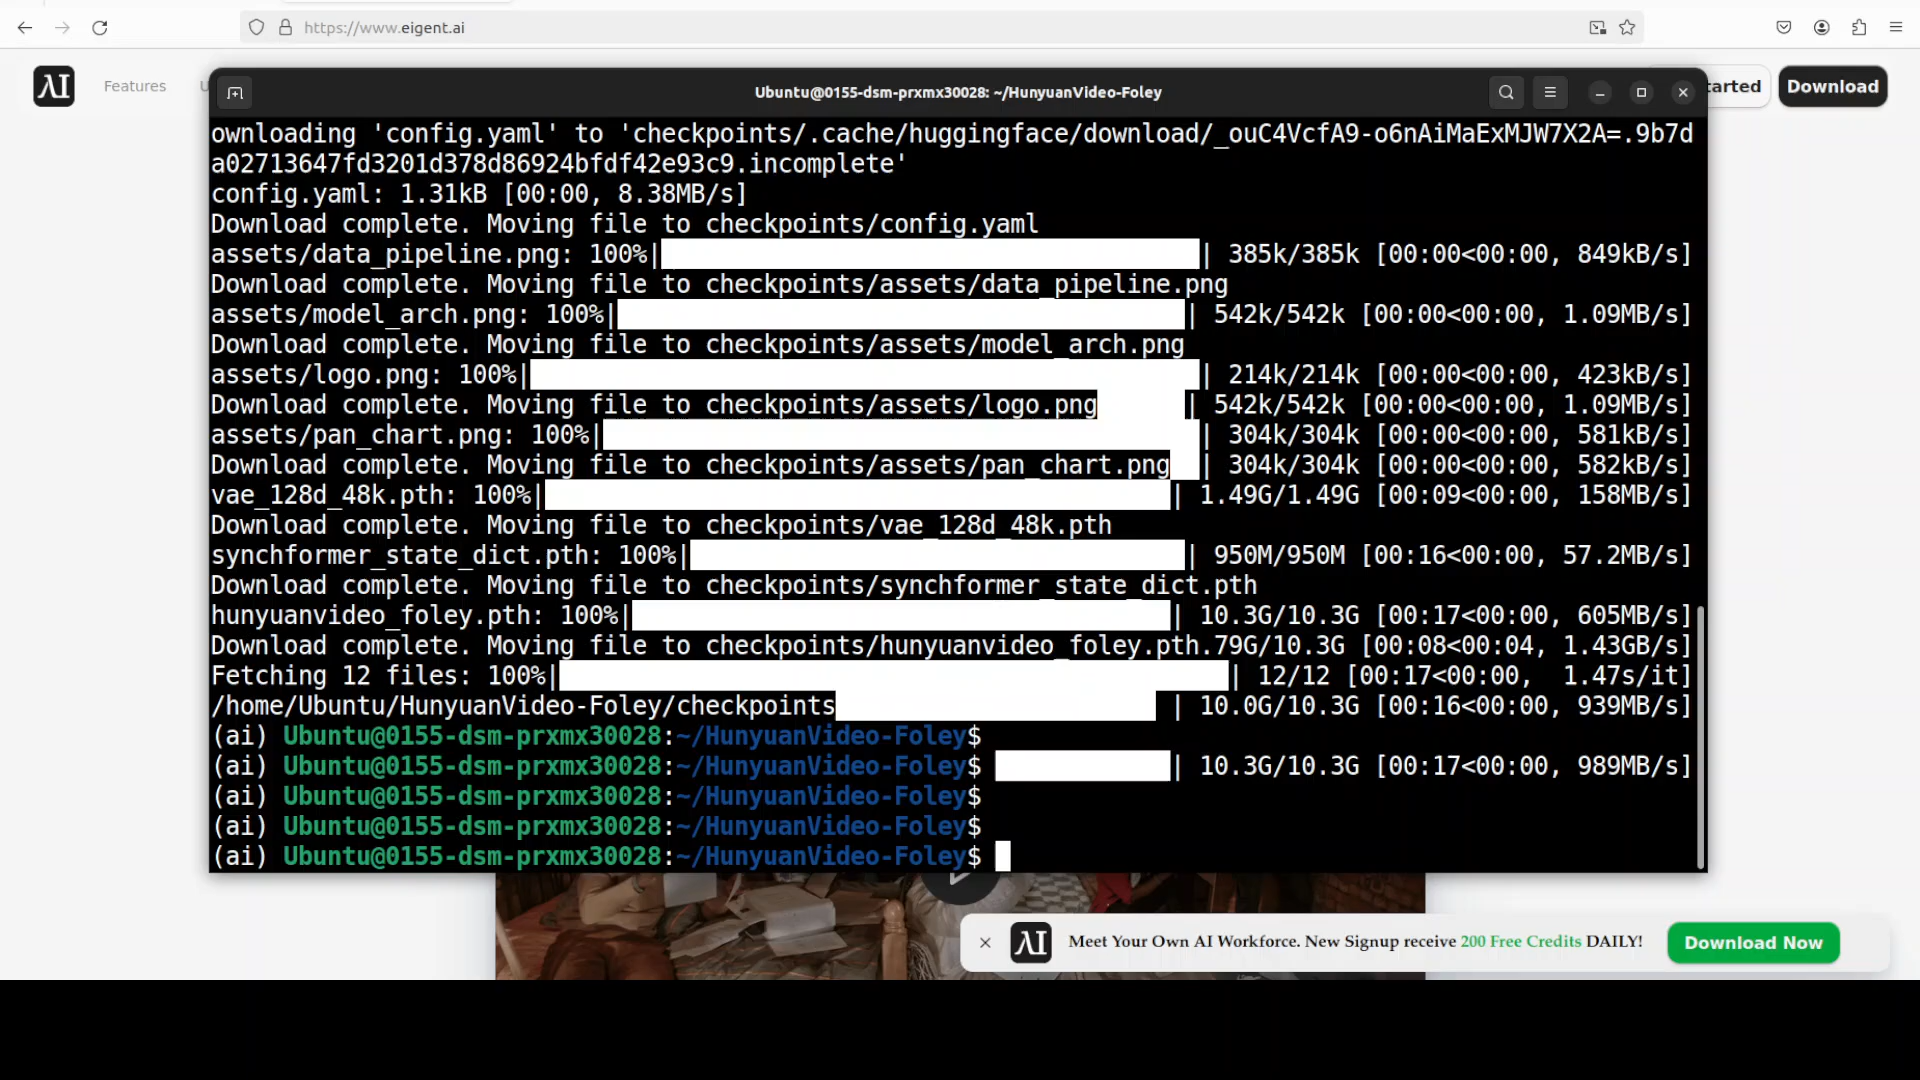 https://www.eigent.ai
AI
Features
U
tarted
Download
Ubuntu@0155-dsm-prxmx30028: ~/HunyuanVideo-Foley
ownloading 'config.yaml' to 'checkpoints/.cache/huggingface/download/_ouC4VcfA9-o6nAiMaExMJW7X2A=.9b7d
a02713647fd3201d378d86924bfdf42e93c9.incomplete'
config.yaml: 1.31kB [00:00, 8.38MB/s]
Download complete. Moving file to checkpoints/config.yaml
assets/data_pipeline.png: 100%| | 385k/385k [00:00<00:00, 849kB/s]
Download complete. Moving file to checkpoints/assets/data_pipeline.png
assets/model_arch.png: 100%| | 542k/542k [00:00<00:00, 1.09MB/s]
Download complete. Moving file to checkpoints/assets/model_arch.png
assets/logo.png: 100%| | 214k/214k [00:00<00:00, 423kB/s]
Download complete. Moving file to checkpoints/assets/logo.png | 542k/542k [00:00<00:00, 1.09MB/s]
assets/pan_chart.png: 100%| | 304k/304k [00:00<00:00, 581kB/s]
Download complete. Moving file to checkpoints/assets/pan_chart.png | 304k/304k [00:00<00:00, 582kB/s]
vae_128d_48k.pth: 100%| | 1.49G/1.49G [00:09<00:00, 158MB/s]
Download complete. Moving file to checkpoints/vae_128d_48k.pth
synchformer_state_dict.pth: 100%| | 950M/950M [00:16<00:00, 57.2MB/s]
Download complete. Moving file to checkpoints/synchformer_state_dict.pth
hunyuanvideo_foley.pth: 100%| | 10.3G/10.3G [00:17<00:00, 605MB/s]
Download complete. Moving file to checkpoints/hunyuanvideo_foley.pth.79G/10.3G [00:08<00:04, 1.43GB/s]
Fetching 12 files: 100%| | 12/12 [00:17<00:00, 1.47s/it]
/home/Ubuntu/HunyuanVideo-Foley/checkpoints | 10.0G/10.3G [00:16<00:00, 939MB/s]
(ai) Ubuntu@0155-dsm-prxmx30028:~/HunyuanVideo-Foley$
(ai) Ubuntu@0155-dsm-prxmx30028:~/HunyuanVideo-Foley$ | 10.3G/10.3G [00:17<00:00, 989MB/s]
(ai) Ubuntu@0155-dsm-prxmx30028:~/HunyuanVideo-Foley$
(ai) Ubuntu@0155-dsm-prxmx30028:~/HunyuanVideo-Foley$
(ai) Ubuntu@0155-dsm-prxmx30028:~/HunyuanVideo-Foley$
AI
Meet Your Own AI Workforce. New Signup receive 200 Free Credits DAILY!
Download Now